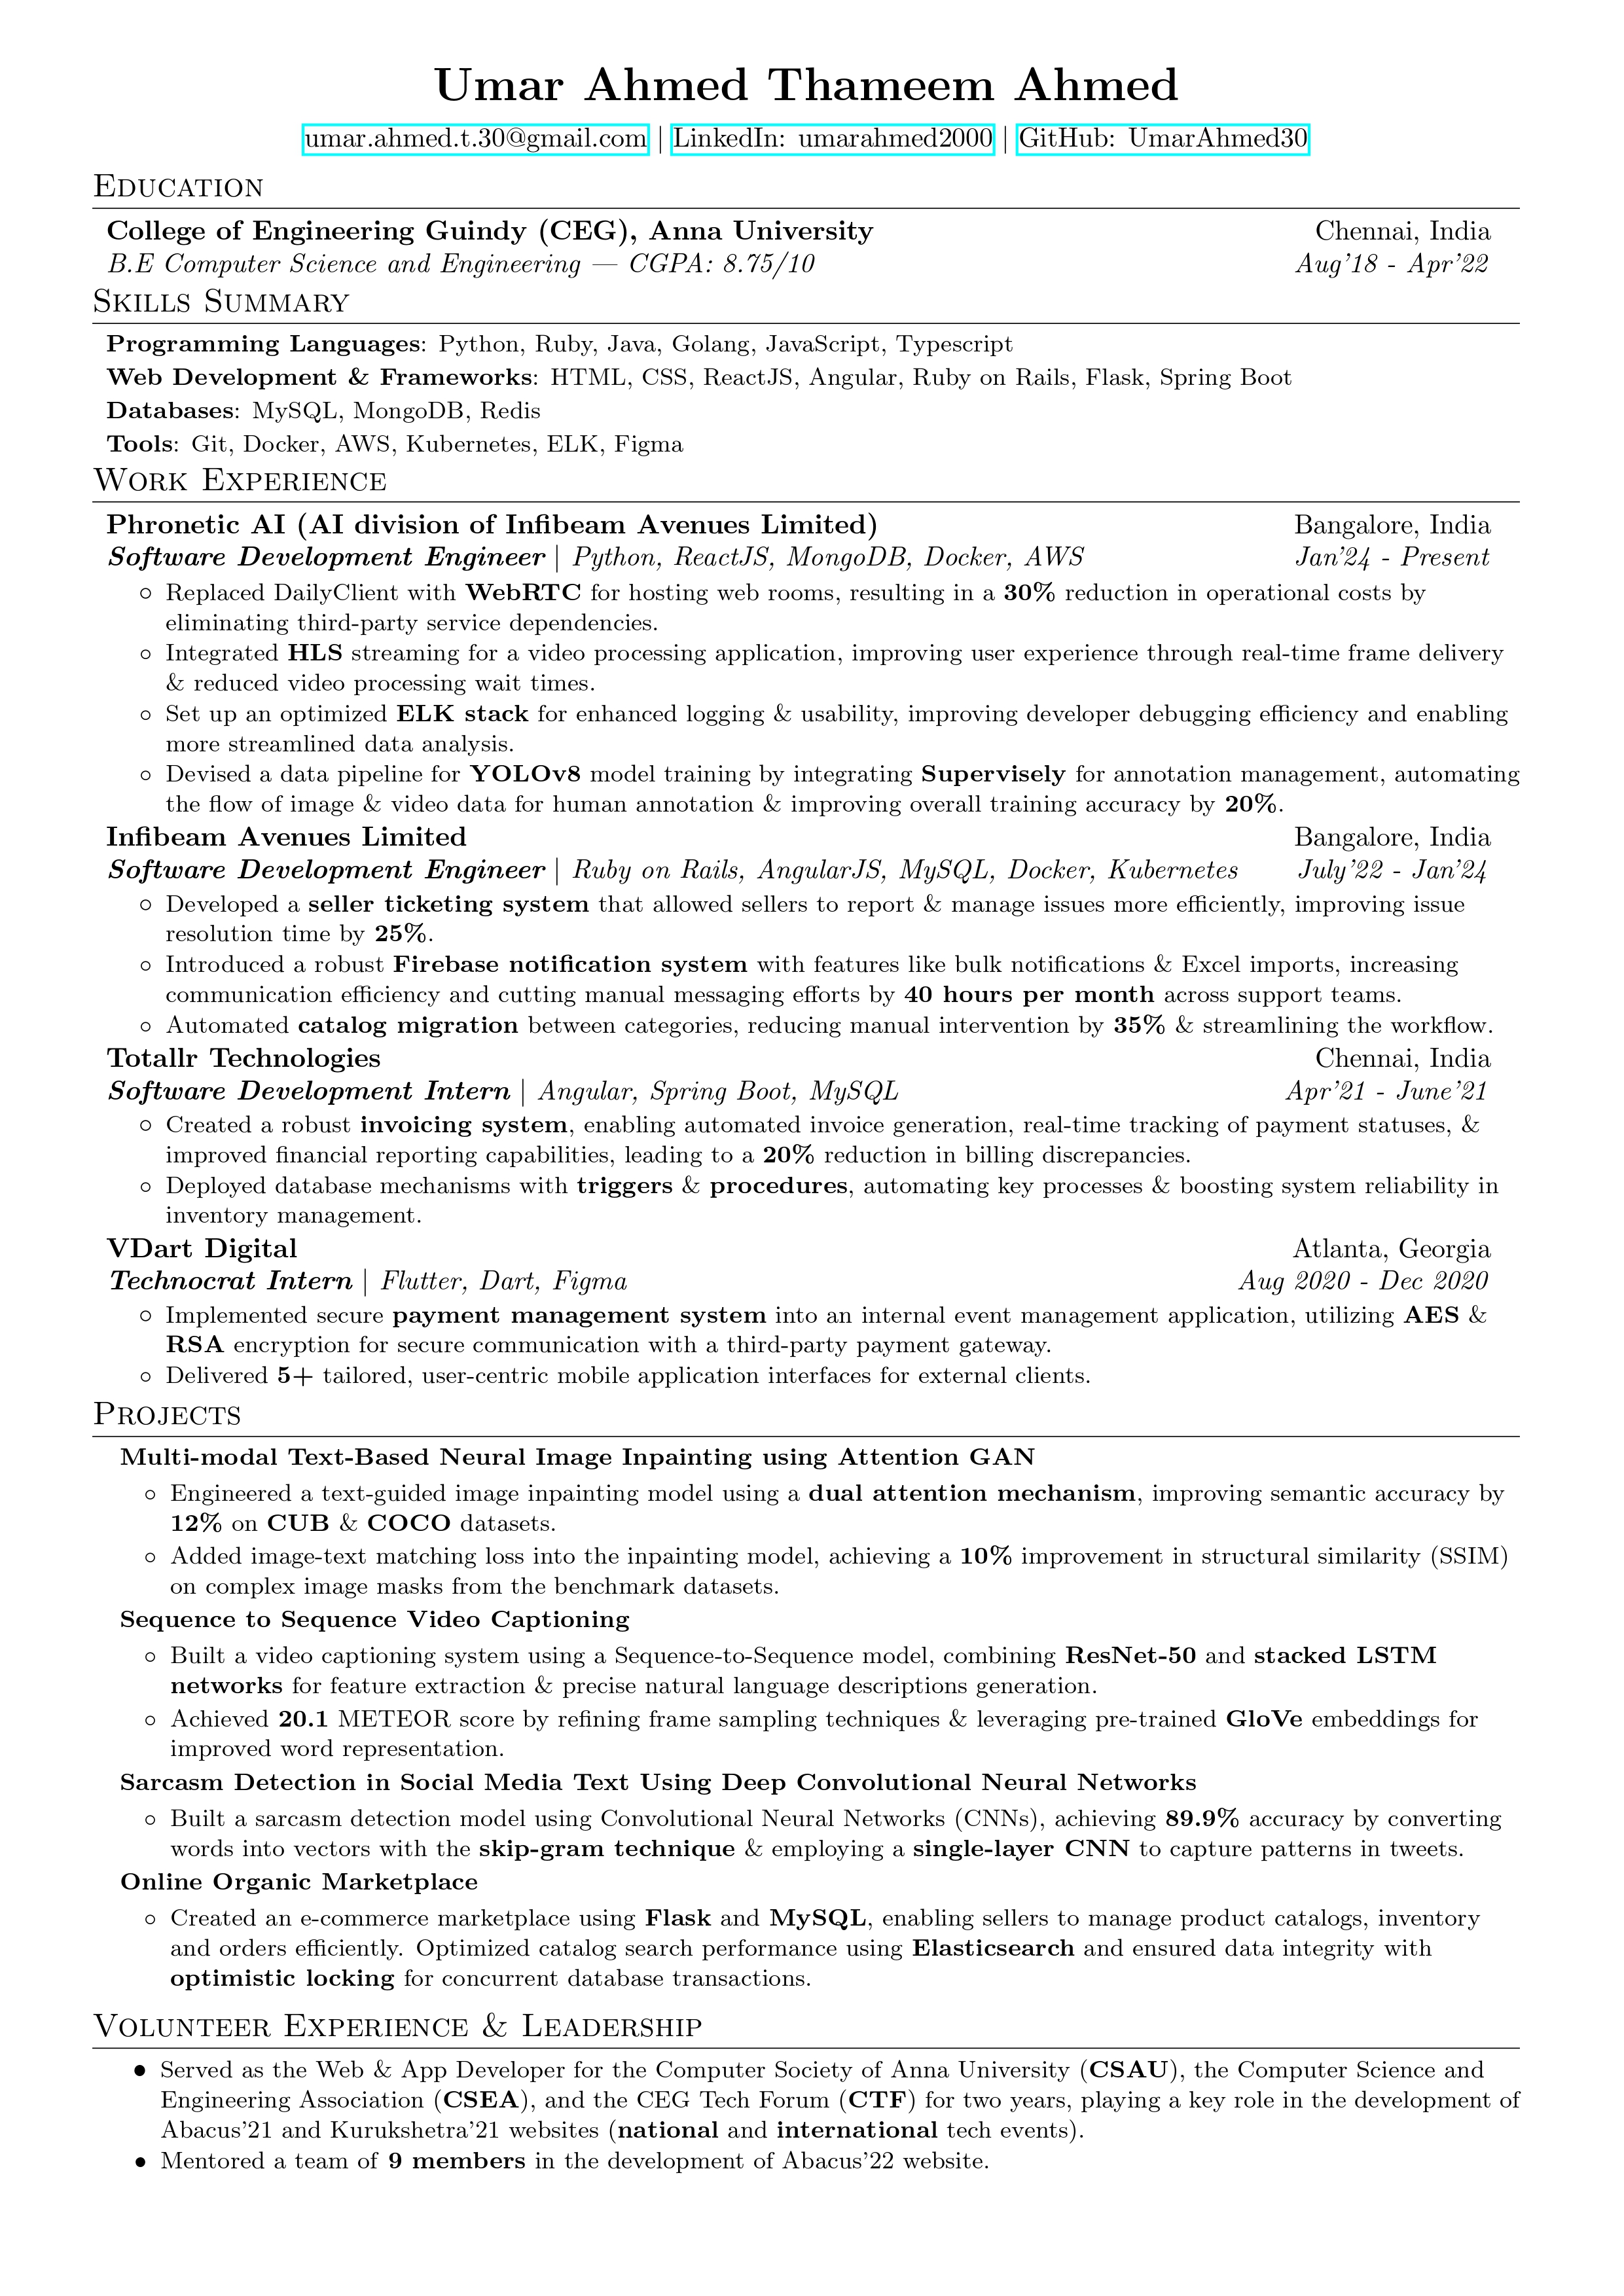 Umar Ahmed Thameem Ahmed
umar.ahmed.t.30@gmail.com | LinkedIn: umarahmed2000 | GitHub: UmarAhmed30
Education
College of Engineering Guindy (CEG), Anna University Chennai, India
B.E Computer Science and Engineering — CGPA: 8.75/10 Aug'18 - Apr'22
Skills Summary
Programming Languages: Python, Ruby, Java, Golang, JavaScript, Typescript
Web Development & Frameworks: HTML, CSS, ReactJS, Angular, Ruby on Rails, Flask, Spring Boot
Databases: MySQL, MongoDB, Redis
Tools: Git, Docker, AWS, Kubernetes, ELK, Figma
Work Experience
Phronetic AI (AI division of Infibeam Avenues Limited) Bangalore, India
Software Development Engineer | Python, ReactJS, MongoDB, Docker, AWS Jan'24 - Present
○ Replaced DailyClient with WebRTC for hosting web rooms, resulting in a 30% reduction in operational costs by
eliminating third-party service dependencies.
○ Integrated HLS streaming for a video processing application, improving user experience through real-time frame delivery
& reduced video processing wait times.
○ Set up an optimized ELK stack for enhanced logging & usability, improving developer debugging efficiency and enabling
more streamlined data analysis.
○ Devised a data pipeline for YOLOv8 model training by integrating Supervisely for annotation management, automating
the flow of image & video data for human annotation & improving overall training accuracy by 20%.
Infibeam Avenues Limited Bangalore, India
Software Development Engineer | Ruby on Rails, AngularJS, MySQL, Docker, Kubernetes July'22 - Jan'24
○ Developed a seller ticketing system that allowed sellers to report & manage issues more efficiently, improving issue
resolution time by 25%.
○ Introduced a robust Firebase notification system with features like bulk notifications & Excel imports, increasing
communication efficiency and cutting manual messaging efforts by 40 hours per month across support teams.
○ Automated catalog migration between categories, reducing manual intervention by 35% & streamlining the workflow.
Totallr Technologies Chennai, India
Software Development Intern | Angular, Spring Boot, MySQL Apr'21 - June'21
○ Created a robust invoicing system, enabling automated invoice generation, real-time tracking of payment statuses, &
improved financial reporting capabilities, leading to a 20% reduction in billing discrepancies.
○ Deployed database mechanisms with triggers & procedures, automating key processes & boosting system reliability in
inventory management.
VDart Digital Atlanta, Georgia
Technocrat Intern | Flutter, Dart, Figma Aug 2020 - Dec 2020
○ Implemented secure payment management system into an internal event management application, utilizing AES &
RSA encryption for secure communication with a third-party payment gateway.
○ Delivered 5+ tailored, user-centric mobile application interfaces for external clients.
Projects
Multi-modal Text-Based Neural Image Inpainting using Attention GAN
○ Engineered a text-guided image inpainting model using a dual attention mechanism, improving semantic accuracy by
12% on CUB & COCO datasets.
○ Added image-text matching loss into the inpainting model, achieving a 10% improvement in structural similarity (SSIM)
on complex image masks from the benchmark datasets.
Sequence to Sequence Video Captioning
○ Built a video captioning system using a Sequence-to-Sequence model, combining ResNet-50 and stacked LSTM
networks for feature extraction & precise natural language descriptions generation.
○ Achieved 20.1 METEOR score by refining frame sampling techniques & leveraging pre-trained GloVe embeddings for
improved word representation.
Sarcasm Detection in Social Media Text Using Deep Convolutional Neural Networks
○ Built a sarcasm detection model using Convolutional Neural Networks (CNNs), achieving 89.9% accuracy by converting
words into vectors with the skip-gram technique & employing a single-layer CNN to capture patterns in tweets.
Online Organic Marketplace
○ Created an e-commerce marketplace using Flask and MySQL, enabling sellers to manage product catalogs, inventory
and orders efficiently. Optimized catalog search performance using Elasticsearch and ensured data integrity with
optimistic locking for concurrent database transactions.
Volunteer Experience & Leadership
● Served as the Web & App Developer for the Computer Society of Anna University (CSAU), the Computer Science and
Engineering Association (CSEA), and the CEG Tech Forum (CTF) for two years, playing a key role in the development of
Abacus'21 and Kurukshetra'21 websites (national and international tech events).
● Mentored a team of 9 members in the development of Abacus'22 website.